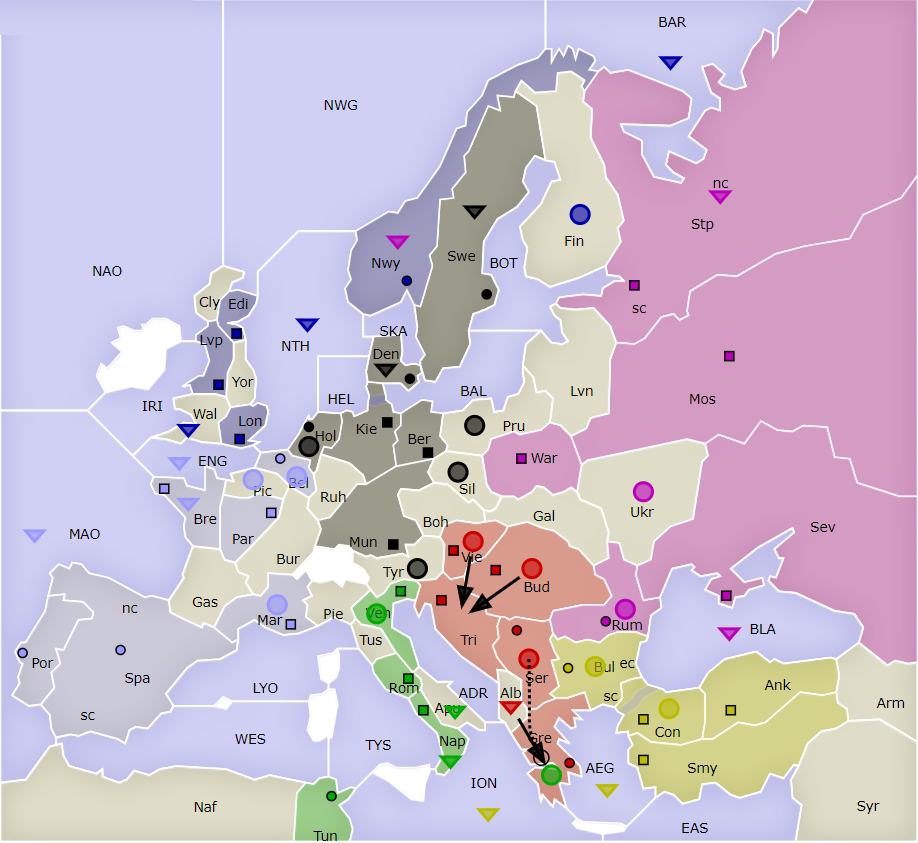 BAR
NWG
nc
Stp
Nwy
Swe
BOT
Fin
NAO
Cly
Edi
sc
SKA
NTH
Lvp
Den
Yor
HEL
BAL
Lvn
Mos
IRI
Wal
Lon
Kie
Ber
Pru
Hol
ENG
War
Bel
Pic
Sil
Ruh
Ukr
Bre
Boh
Gal
Sev
MAO
Par
Mun
Vie
Bur
Tyr
Bud
nc
Gas
Mar
Pie
Ven
Rum
BLA
Tus
Tri
Por
Bul
ec
Spa
Ser
LYO
Rom
ADR
Alb
sc
Ank
Arm
Apu
sc
Con
WES
TYS
Nap
Gre
ION
AEG
Smy
Naf
Syr
EAS
Tun